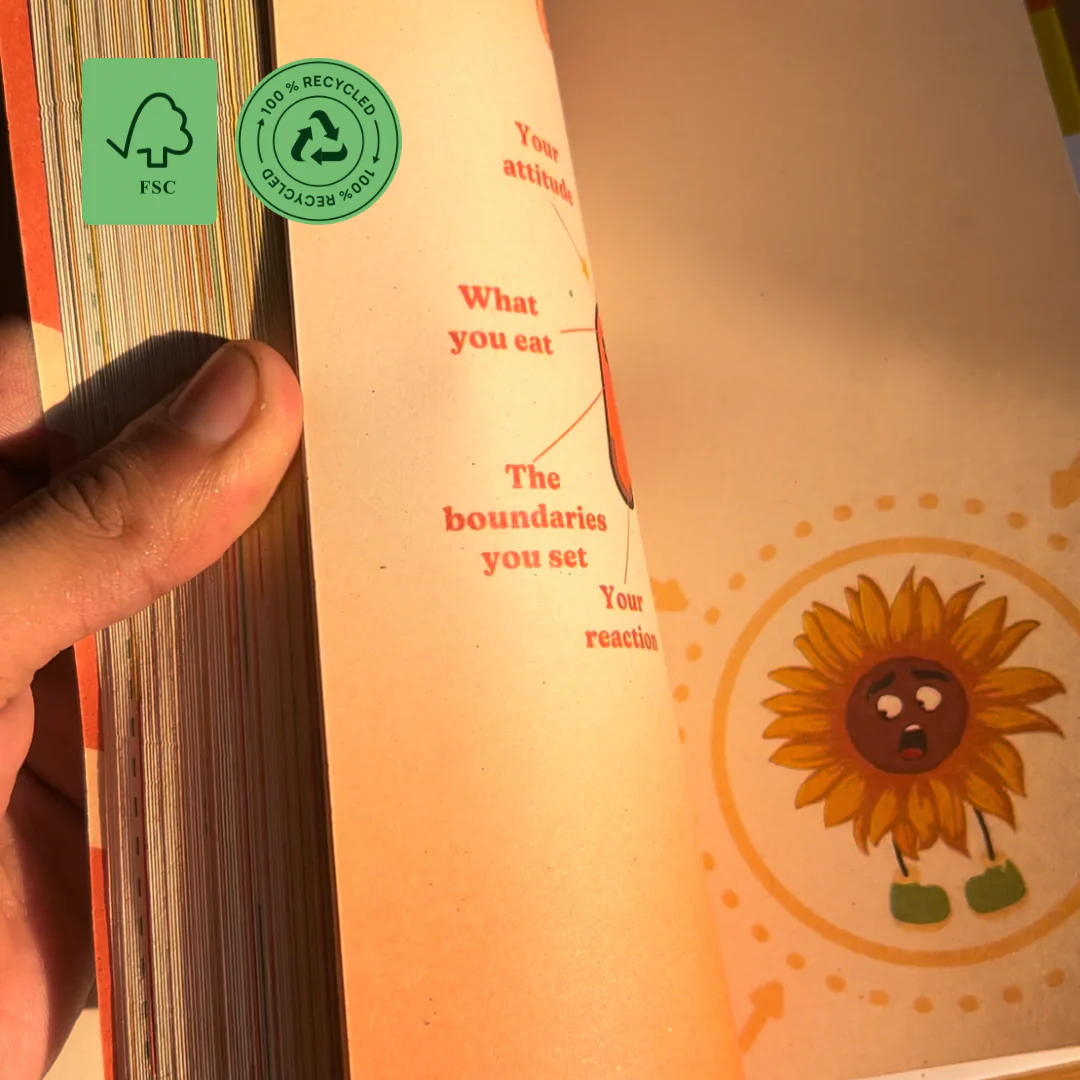 FSC
100 % RECYCLED
100% RECYCLED
Your
attitude
What
you eat
The
boundaries
you set
Your
reaction